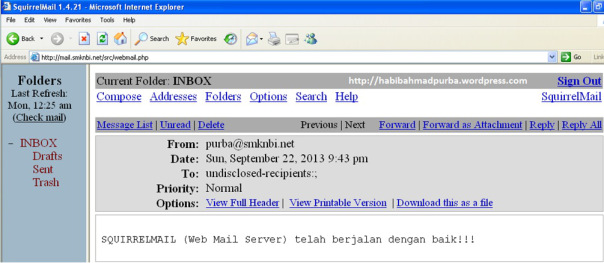 SquirrelMail 1.4.21 - Microsoft Internet Explorer
File Edit View Favorites Tools Help
Back Search Favorites
Address http://mail.smknbi.net/src/webmail.php Go Link
Folders
Last Refresh:
Mon, 12:25 am
(Check mail)
– INBOX
Drafts
Sent
Trash
Current Folder: INBOX http://habibahmadpurba.wordpress.com Sign Out
Compose Addresses Folders Options Search Help SquirrelMail
Message List | Unread | Delete Previous | Next Forward | Forward as Attachment | Reply | Reply All
From: purba@smknbi.net
Date: Sun, September 22, 2013 9:43 pm
To: undisclosed-recipients:;
Priority: Normal
Options: View Full Header | View Printable Version | Download this as a file
SQUIRRELMAIL (Web Mail Server) telah berjalan dengan baik!!!